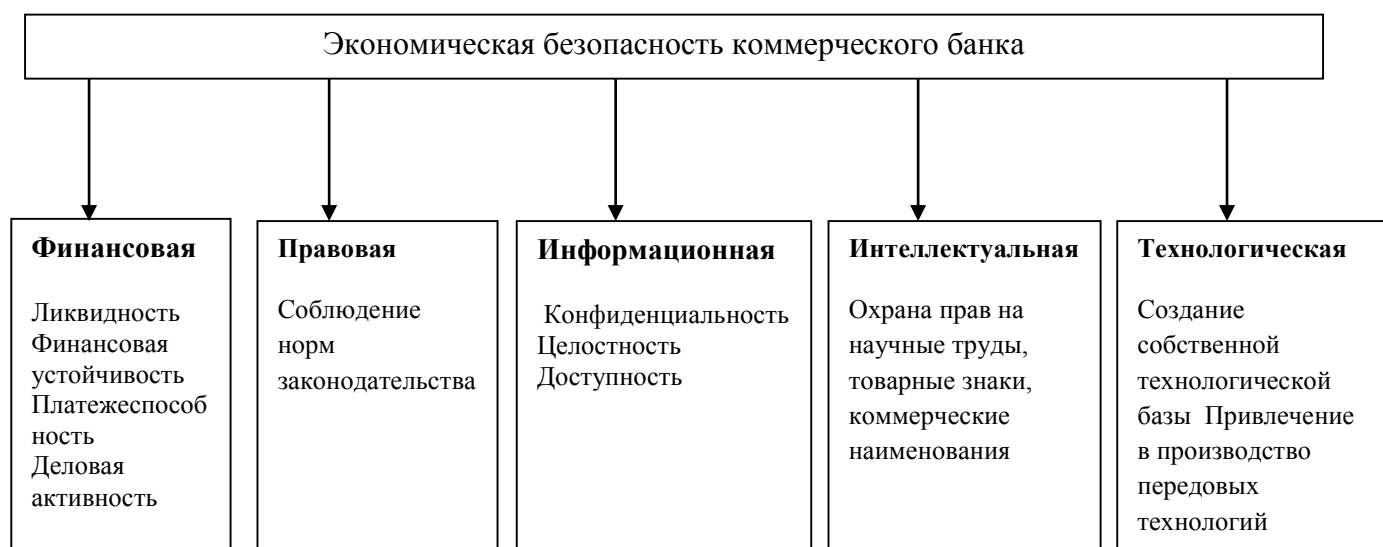 Экономическая безопасность коммерческого банка
Финансовая
Ликвидность
Финансовая
устойчивость
Платежеспособ
ность
Деловая
активность
Правовая
Соблюдение
норм
законодательства
Информационная
Конфиденциальность
Целостность
Доступность
Интеллектуальная
Охрана прав на
научные труды,
товарные знаки,
коммерческие
наименования
Технологическая
Создание
собственной
технологической
базы Привлечение
в производство
передовых
технологий